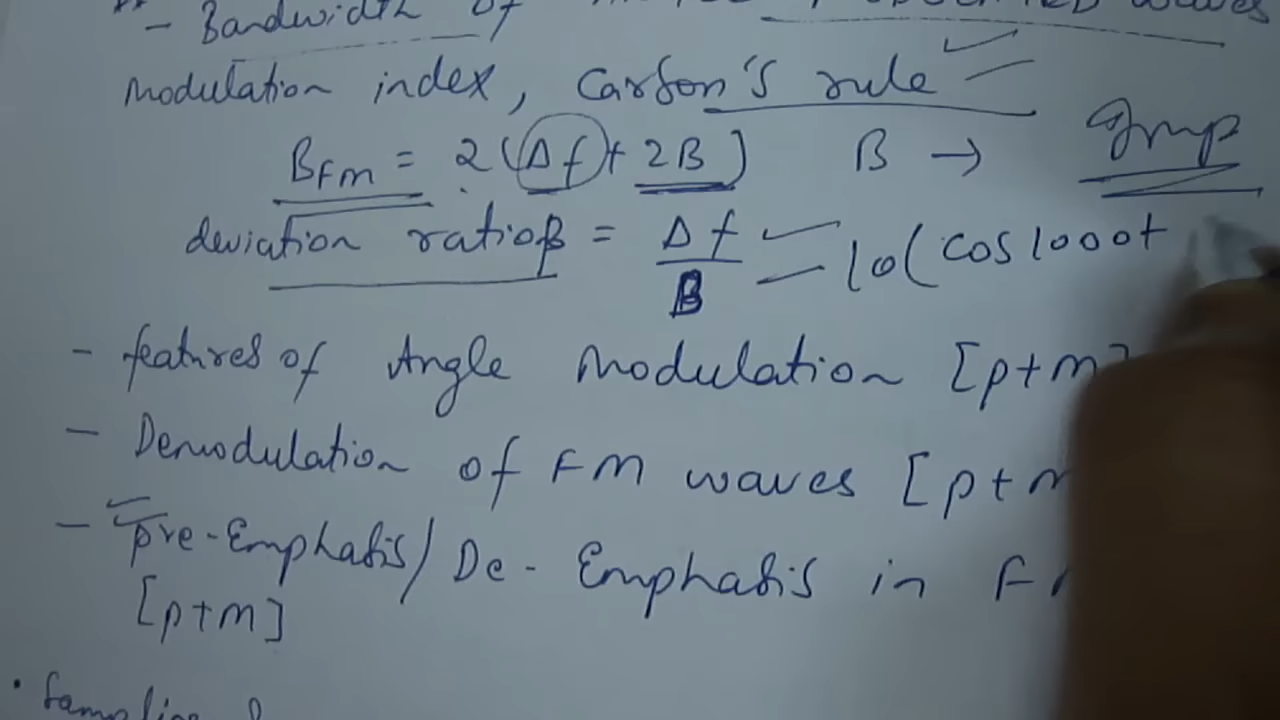 - Bandwidth of
modulation index, Carson's rule
BFM = 2(Δf + 2B) B → Imp
deviation ratio β = Δf / B 10(cos1000t
- features of Angle Modulation [p+m]
- Demodulation of FM waves [p+m
- pre-Emphasis/De-Emphasis in F
[p+m]